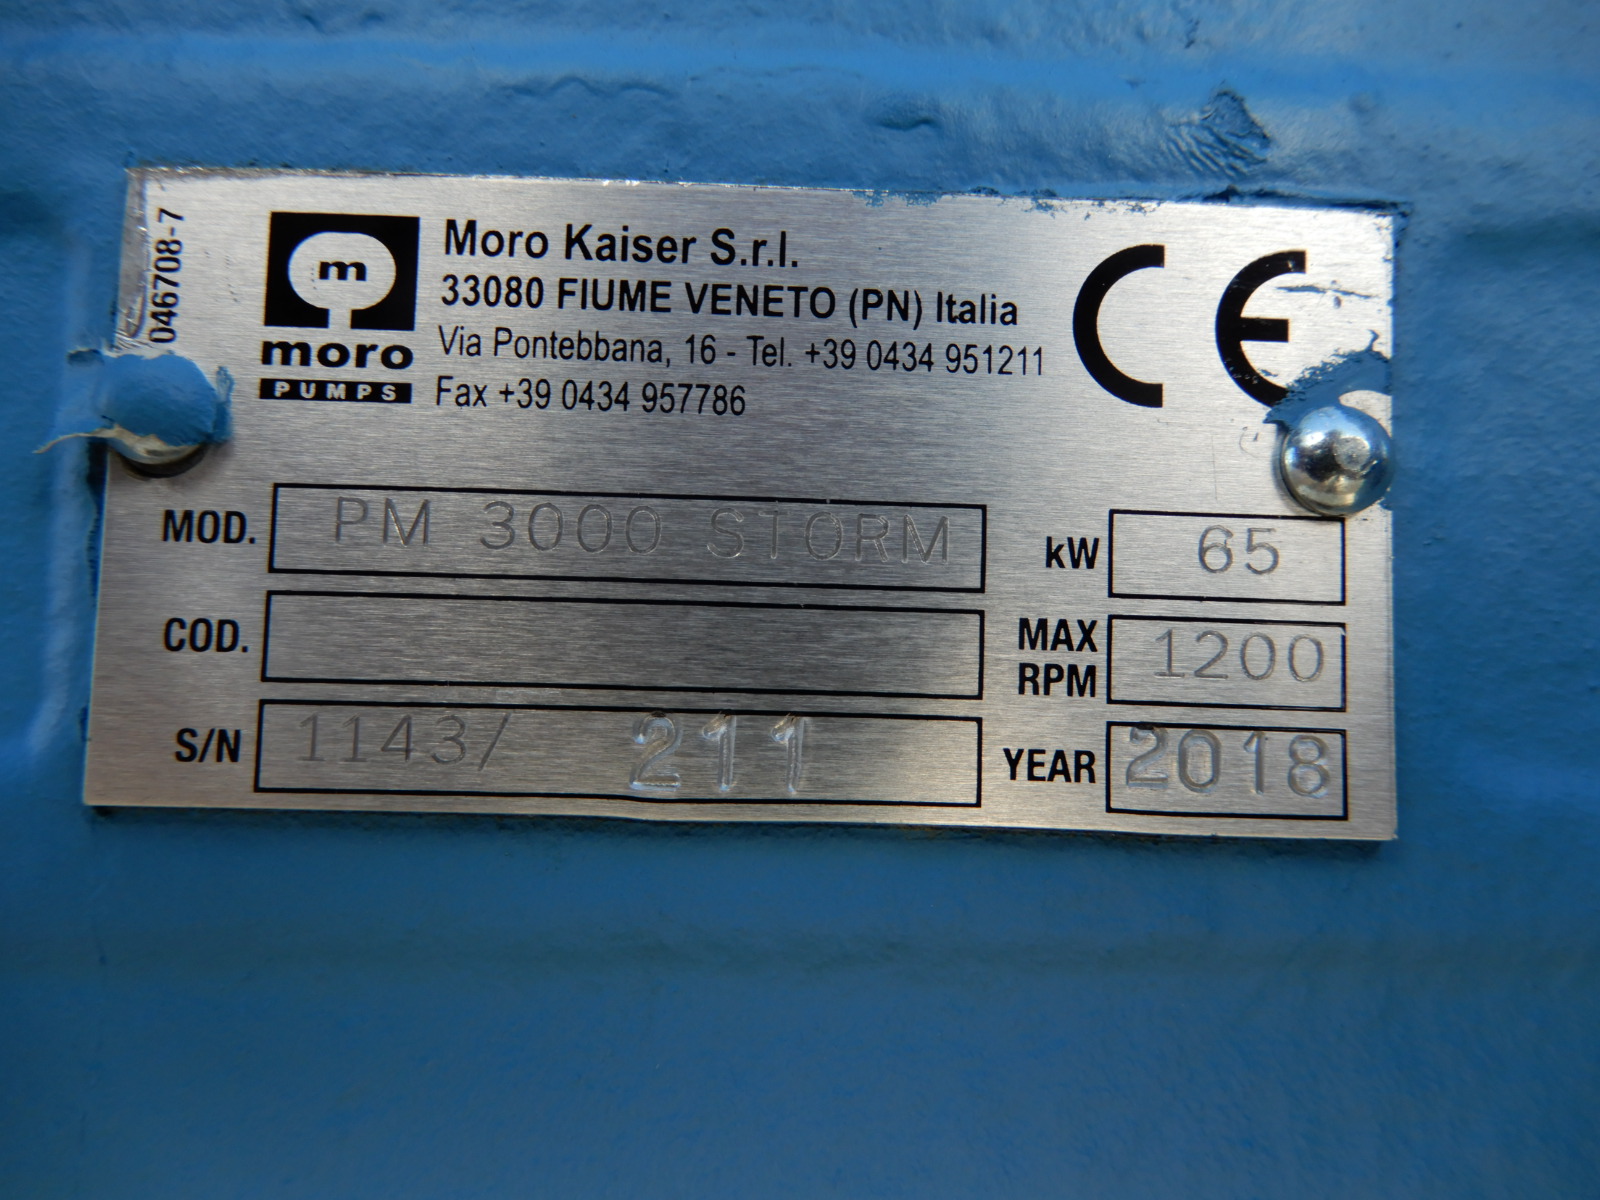 046708-7
m
moro
PUMPS
Moro Kaiser S.r.l.
33080 FIUME VENETO (PN) Italia
Via Pontebbana, 16 - Tel. +39 0434 951211
Fax +39 0434 957786
CE
MOD. PM 3000 STORM
kW 65
COD.
MAX RPM 1200
S/N 1143/ 211
YEAR 2018